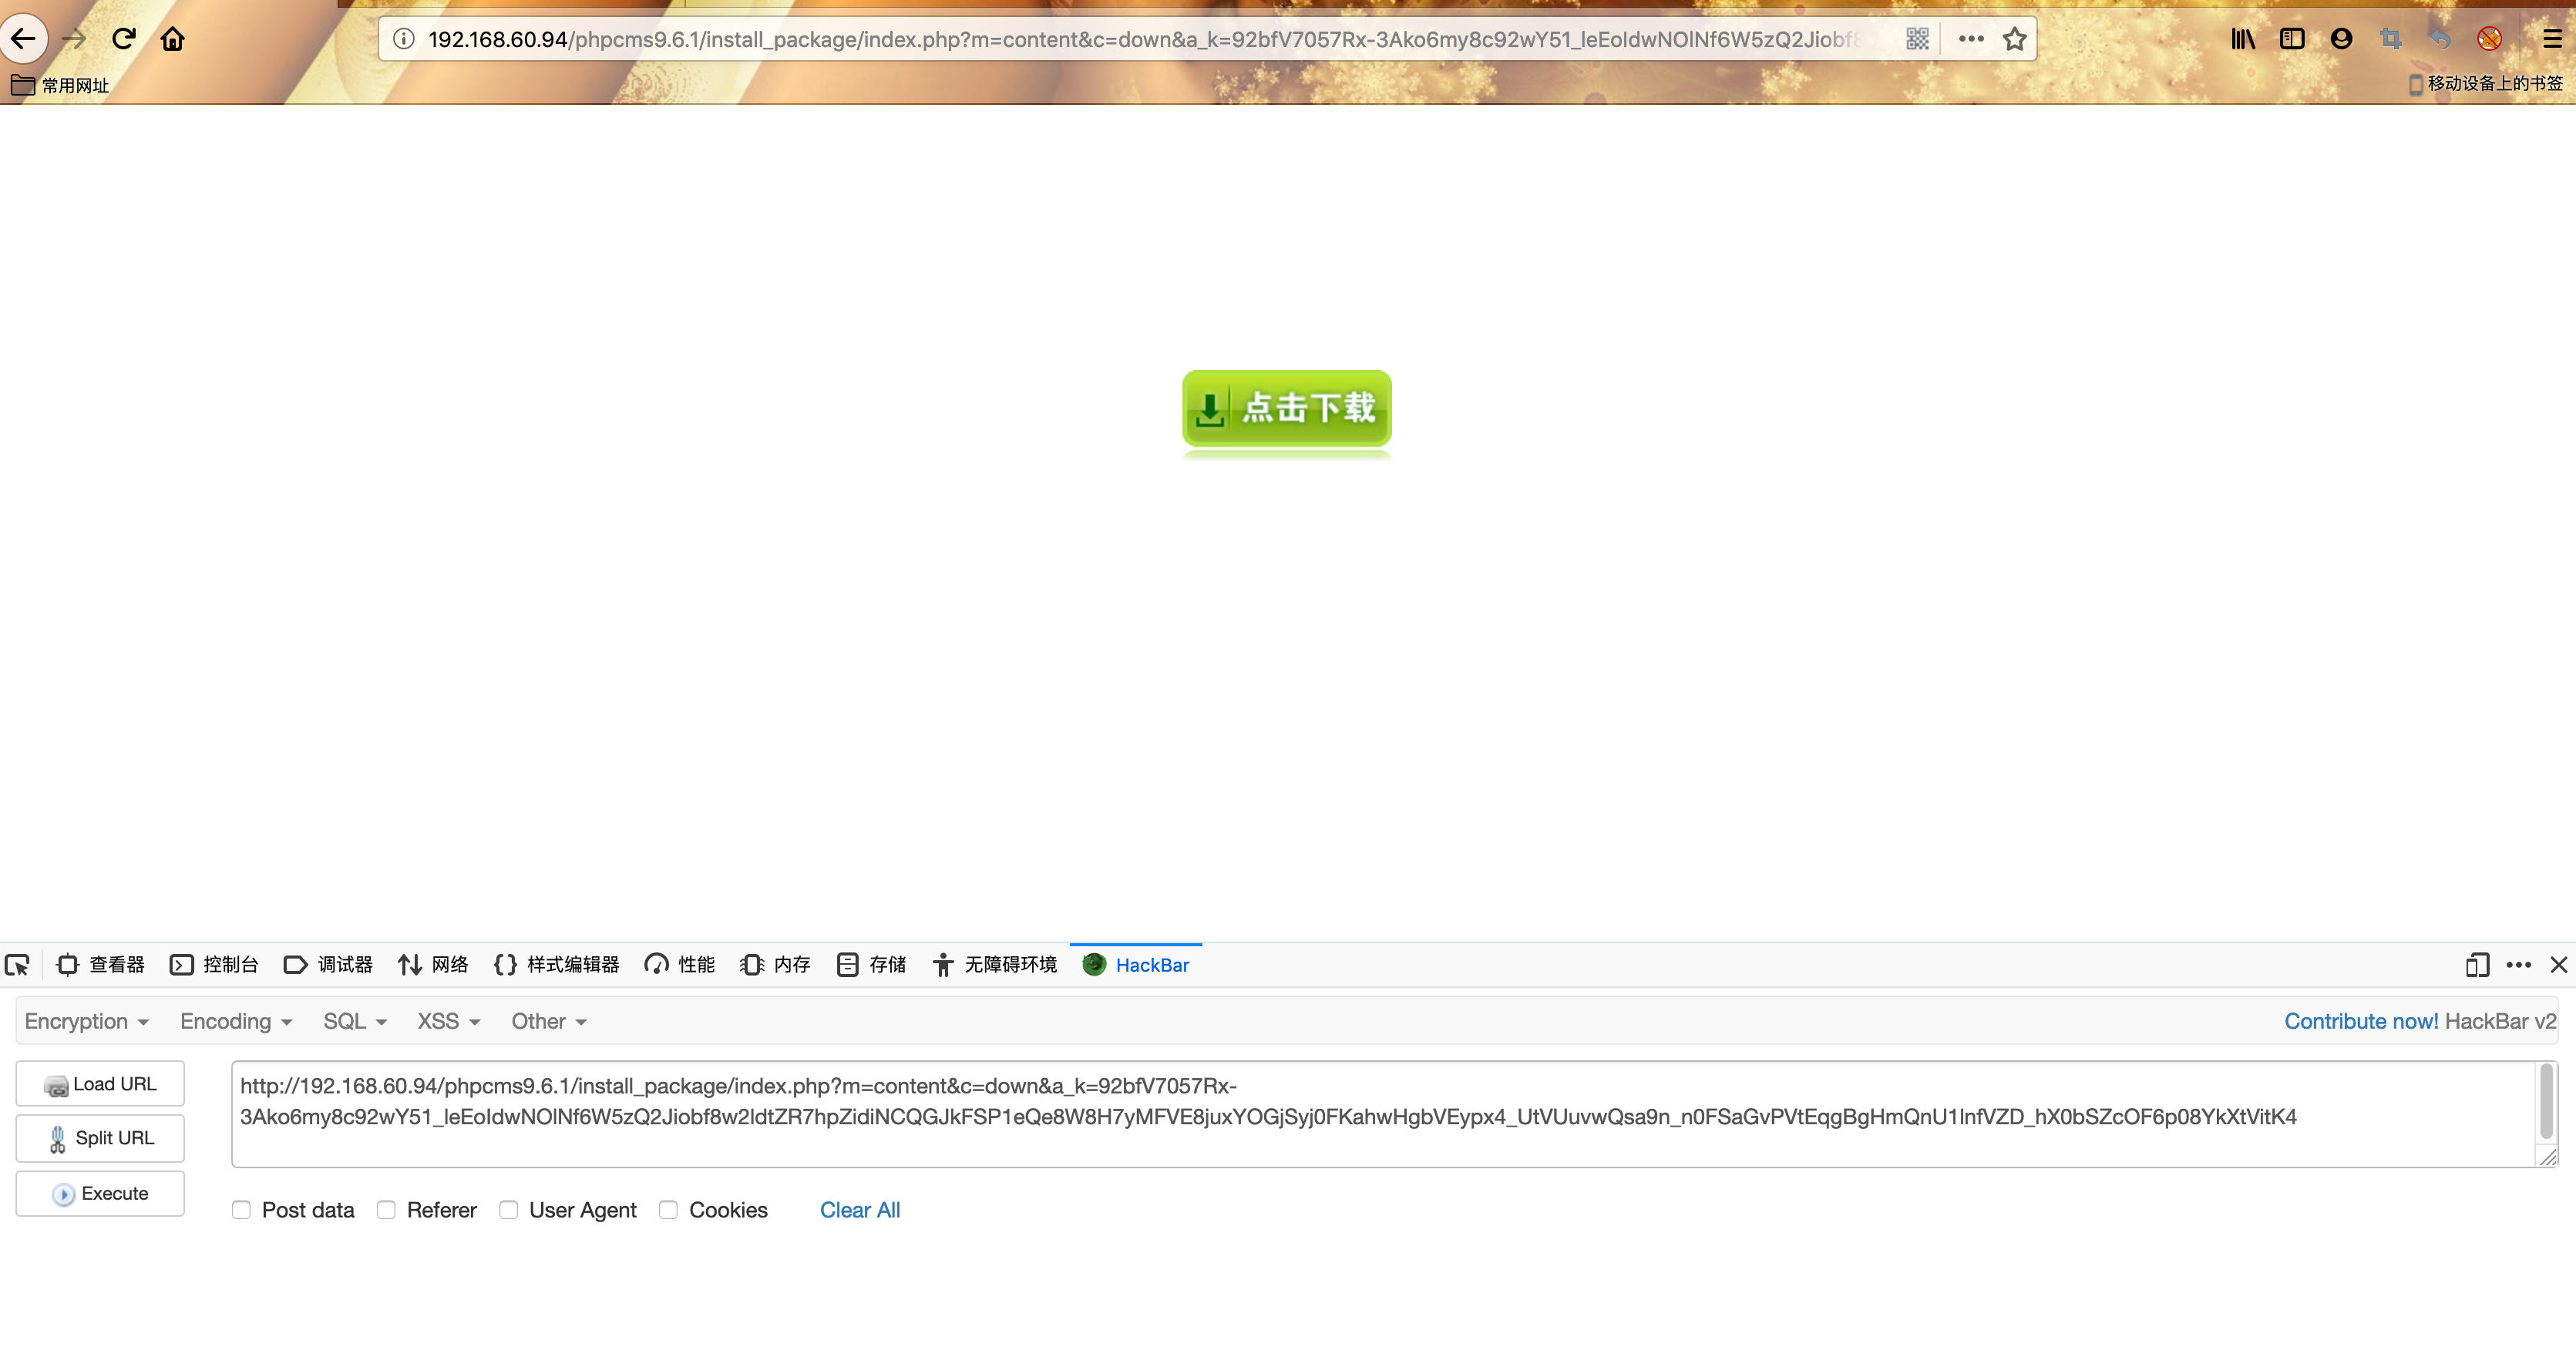 192.168.60.94/phpcms9.6.1/install_package/index.php?m=content&c=down&a_k=92bfV7057Rx-3Ako6my8c92wY51_leEoIdwNOlNf6W5zQ2Jiobf8
常用网址
移动设备上的书签
点击下载
查看器 控制台 调试器 网络 样式编辑器 性能 内存 存储 无障碍环境 HackBar
Encryption Encoding SQL XSS Other Contribute now! HackBar v2
Load URL
http://192.168.60.94/phpcms9.6.1/install_package/index.php?m=content&c=down&a_k=92bfV7057Rx-
3Ako6my8c92wY51_leEoIdwNOlNf6W5zQ2Jiobf8w2ldtZR7hpZidiNCQGJkFSP1eQe8W8H7yMFVE8juxYOGjSyj0FKahwHgbVEypx4_UtVUuvwQsa9n_n0FSaGvPVtEqgBgHmQnU1lnfVZD_hX0bSZcOF6p08YkXtVitK4
Split URL
Execute
Post data Referer User Agent Cookies Clear All